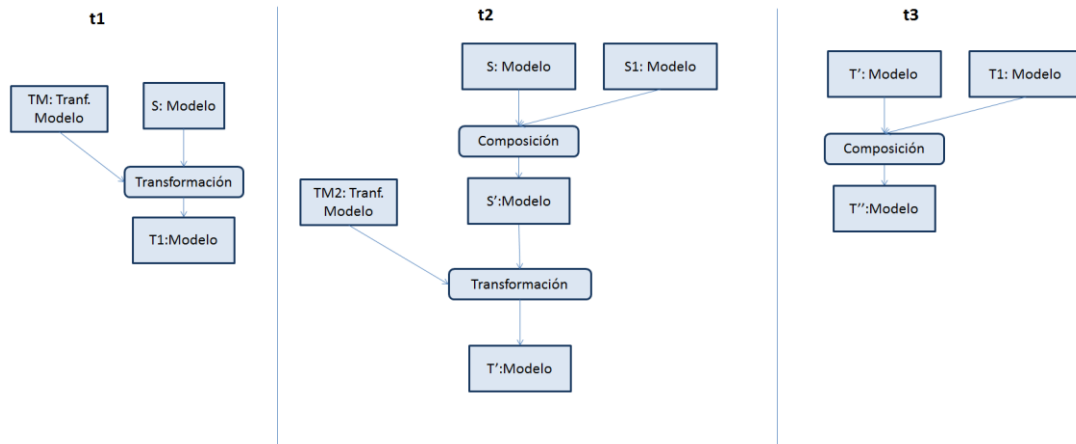 t1
TM: Tranf.
Modelo
S: Modelo
Transformación
T1:Modelo
t2
S: Modelo
S1: Modelo
Composición
TM2: Tranf.
Modelo
S’:Modelo
Transformación
T’:Modelo
t3
T’: Modelo
T1: Modelo
Composición
T’’:Modelo